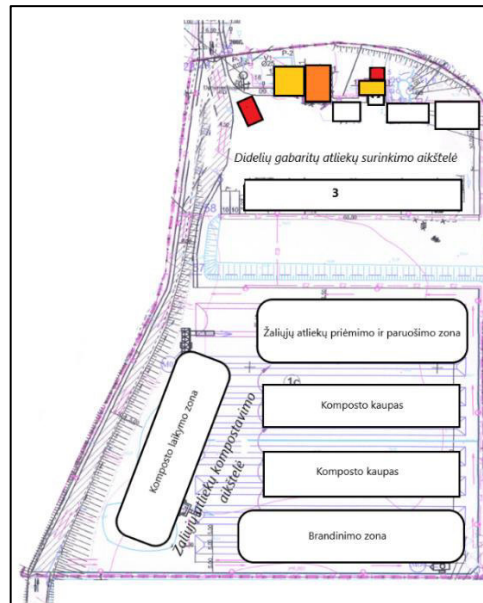 P-2
Didelių gabaritų atliekų surinkimo aikštelė
3
Žaliųjų atliekų priėmimo ir paruošimo zona
Komposto laikymo zona
Žaliųjų atliekų kompostavimo
aikštelė
Komposto kaupas
Komposto kaupas
Brandinimo zona